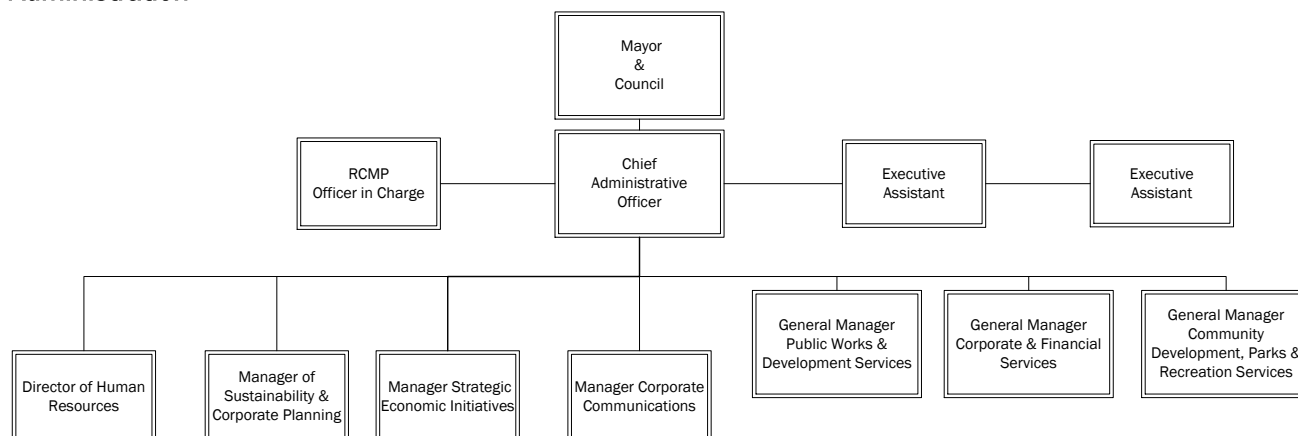 Mayor
&
Council
RCMP
Officer in Charge
Chief
Administrative
Officer
Executive
Assistant
Executive
Assistant
General Manager
Public Works &
Development Services
General Manager
Corporate & Financial
Services
General Manager
Community
Development, Parks &
Recreation Services
Director of Human
Resources
Manager of
Sustainability &
Corporate Planning
Manager Strategic
Economic Initiatives
Manager Corporate
Communications